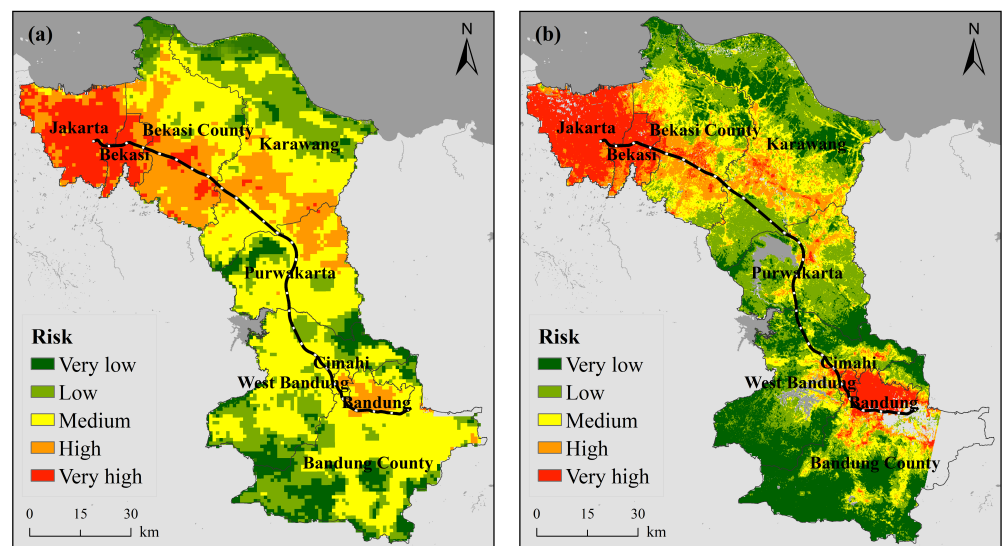 (a)
N
Jakarta
Bekasi County
Bekasi
Karawang
Purwakarta
Cimahi
West Bandung
Bandung
Bandung County
Risk
Very low
Low
Medium
High
Very high
0 15 30
km
(b)
N
Jakarta
Bekasi County
Bekasi
Karawang
Purwakarta
Cimahi
West Bandung
Bandung
Bandung County
Risk
Very low
Low
Medium
High
Very high
0 15 30
km